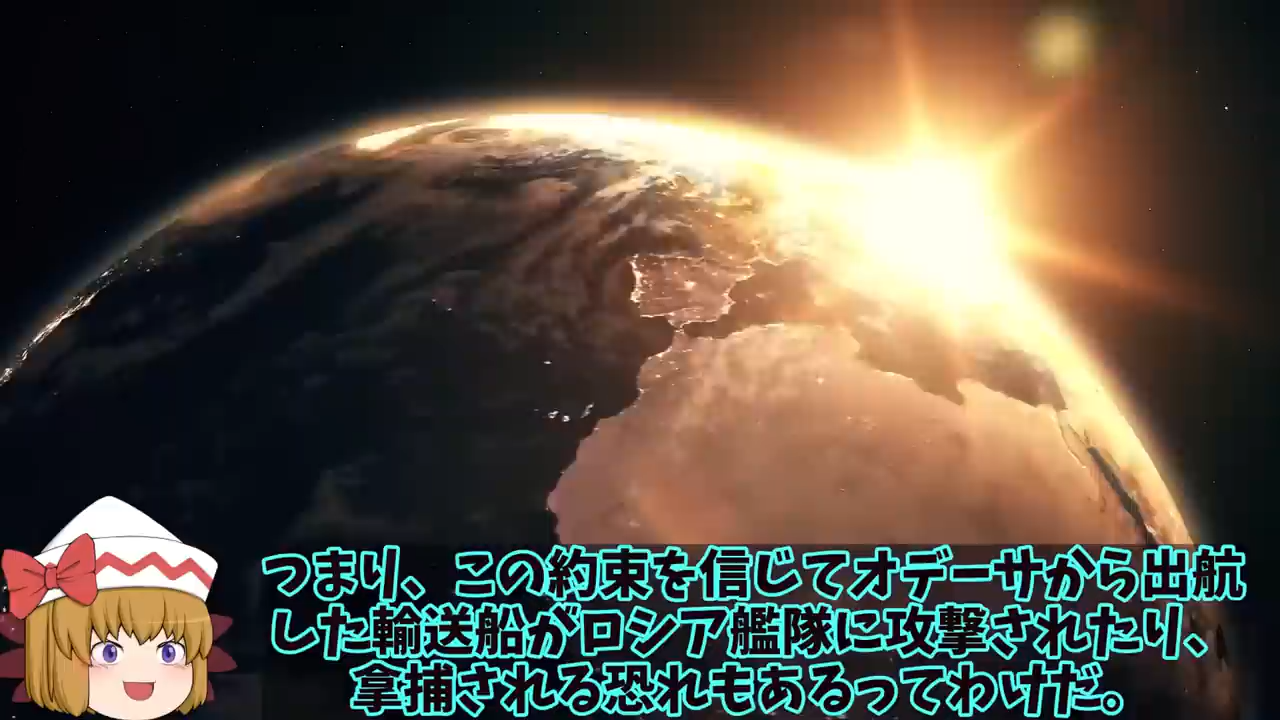 つまり、この約束を信じてオデーサから出航
した輸送船がロシア艦隊に攻撃されたり、
拿捕される恐れもあるってわけだ。